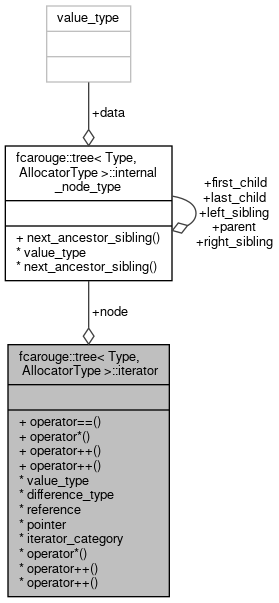 value_type
+data
fcarouge::tree< Type,
AllocatorType >::internal
_node_type
+ next_ancestor_sibling()
* value_type
* next_ancestor_sibling()
+first_child
+last_child
+left_sibling
+parent
+right_sibling
+node
fcarouge::tree< Type,
AllocatorType >::iterator
+ operator==()
+ operator*()
+ operator++()
+ operator++()
* value_type
* difference_type
* reference
* pointer
* iterator_category
* operator*()
* operator++()
* operator++()